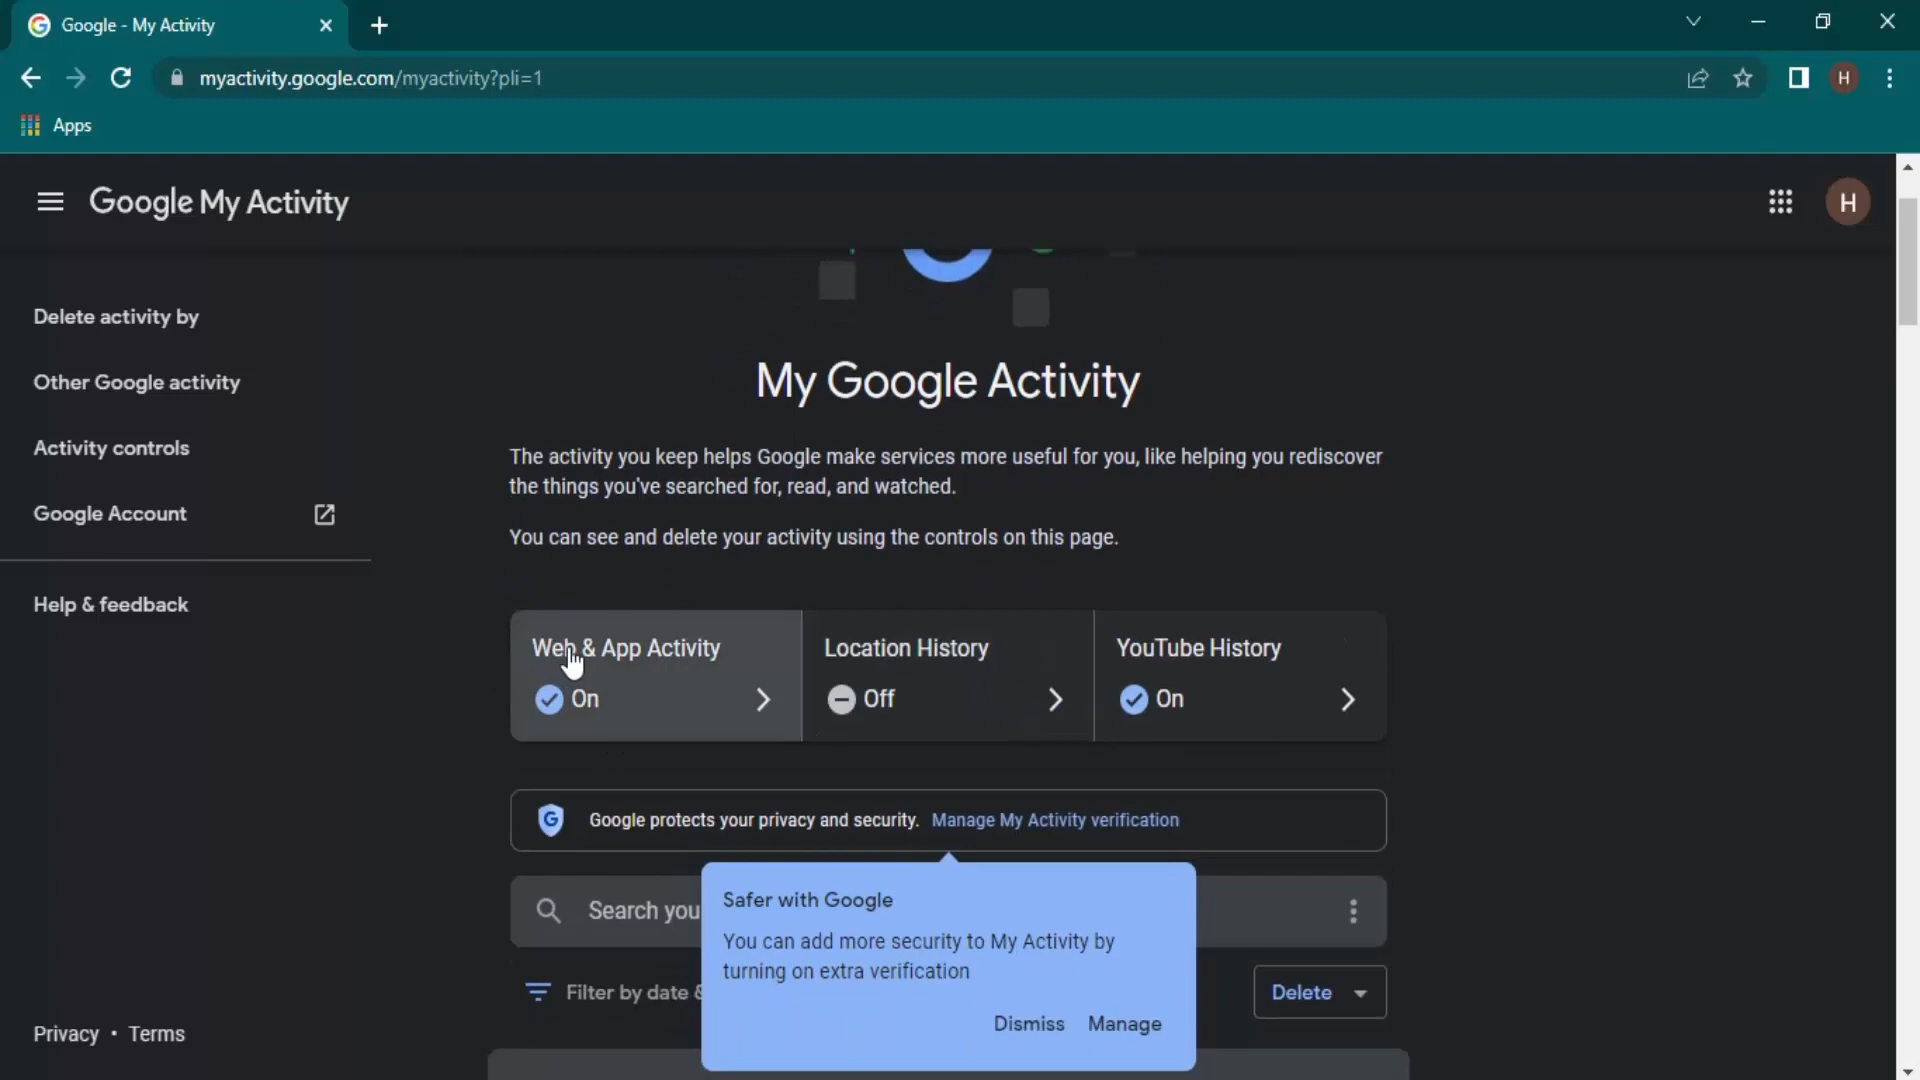 Google - My Activity
myactivity.google.com/myactivity?pli=1
H
Apps
Google My Activity
H
Delete activity by
Other Google activity
Activity controls
Google Account
Help & feedback
Privacy • Terms
My Google Activity
The activity you keep helps Google make services more useful for you, like helping you rediscover
the things you've searched for, read, and watched.
You can see and delete your activity using the controls on this page.
Web & App Activity
On
Location History
Off
YouTube History
On
G Google protects your privacy and security. Manage My Activity verification
Search you
Safer with Google
You can add more security to My Activity by
turning on extra verification
Dismiss Manage
Filter by date &
Delete